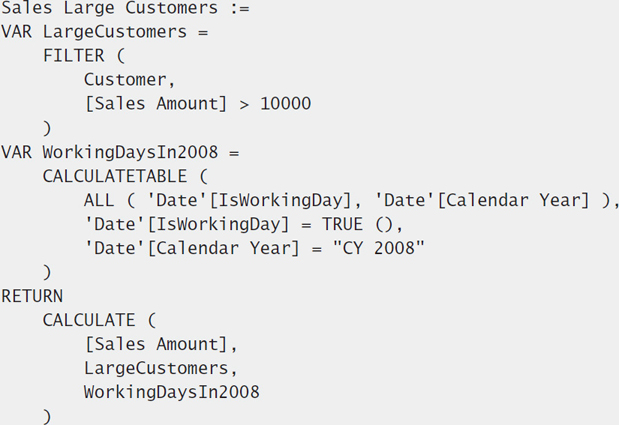 Sales Large Customers :=
VAR LargeCustomers =
    FILTER (
        Customer,
        [Sales Amount] > 10000
    )
VAR WorkingDaysIn2008 =
    CALCULATETABLE (
        ALL ( 'Date'[IsWorkingDay], 'Date'[Calendar Year] ),
        'Date'[IsWorkingDay] = TRUE (),
        'Date'[Calendar Year] = "CY 2008"
    )
RETURN
    CALCULATE (
        [Sales Amount],
        LargeCustomers,
        WorkingDaysIn2008
    )